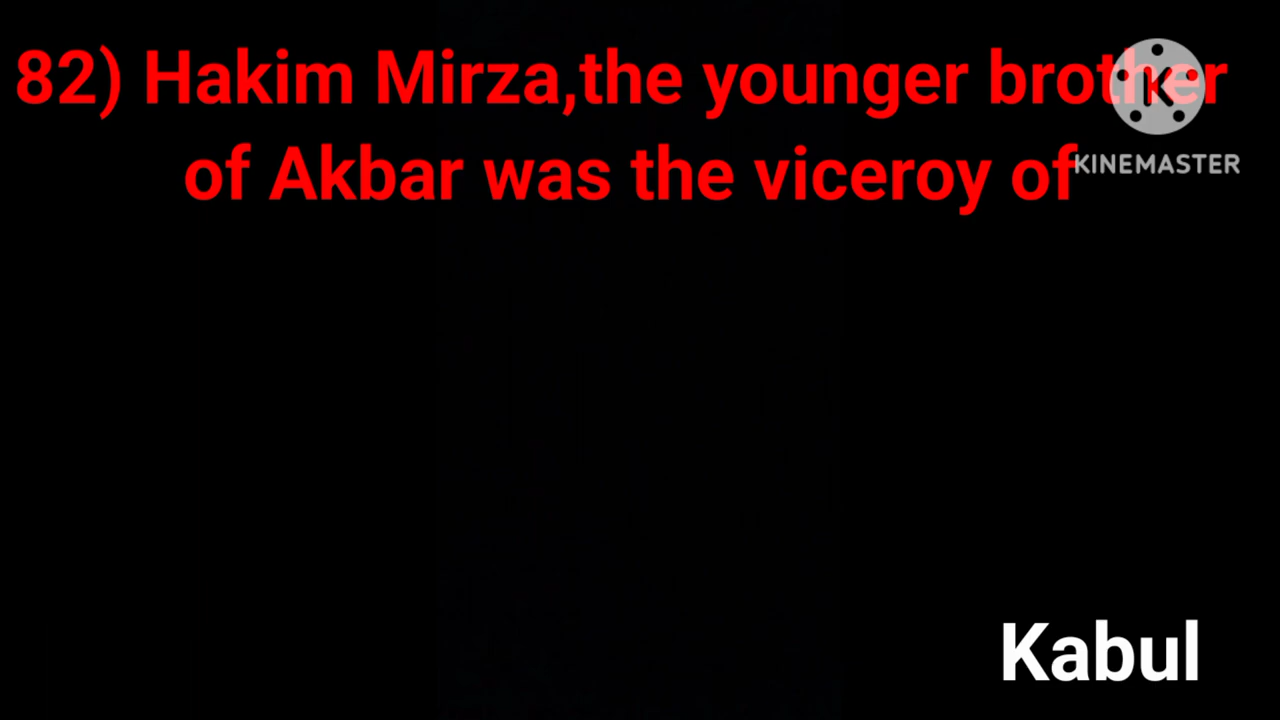 82) Hakim Mirza,the younger brother
of Akbar was the viceroy of
KINEMASTER
Kabul